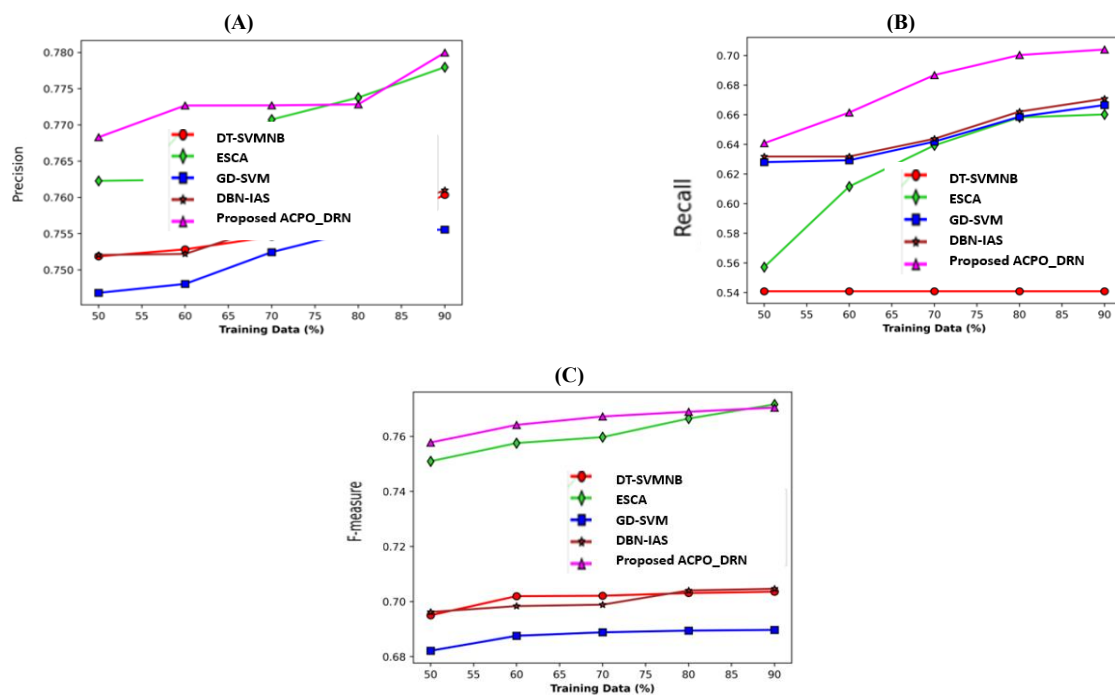 (A)
0.780
0.775
0.770
0.765
0.760
0.755
0.750
Precision
DT-SVMNB
ESCA
GD-SVM
DBN-IAS
Proposed ACPO_DRN
50 55 60 65 70 75 80 85 90
Training Data (%)
(B)
0.70
0.68
0.66
0.64
0.62
0.60
0.58
0.56
0.54
Recall
DT-SVMNB
ESCA
GD-SVM
DBN-IAS
Proposed ACPO_DRN
50 55 60 65 70 75 80 85 90
Training Data (%)
(C)
0.76
0.74
0.72
0.70
0.68
F-measure
DT-SVMNB
ESCA
GD-SVM
DBN-IAS
Proposed ACPO_DRN
50 55 60 65 70 75 80 85 90
Training Data (%)